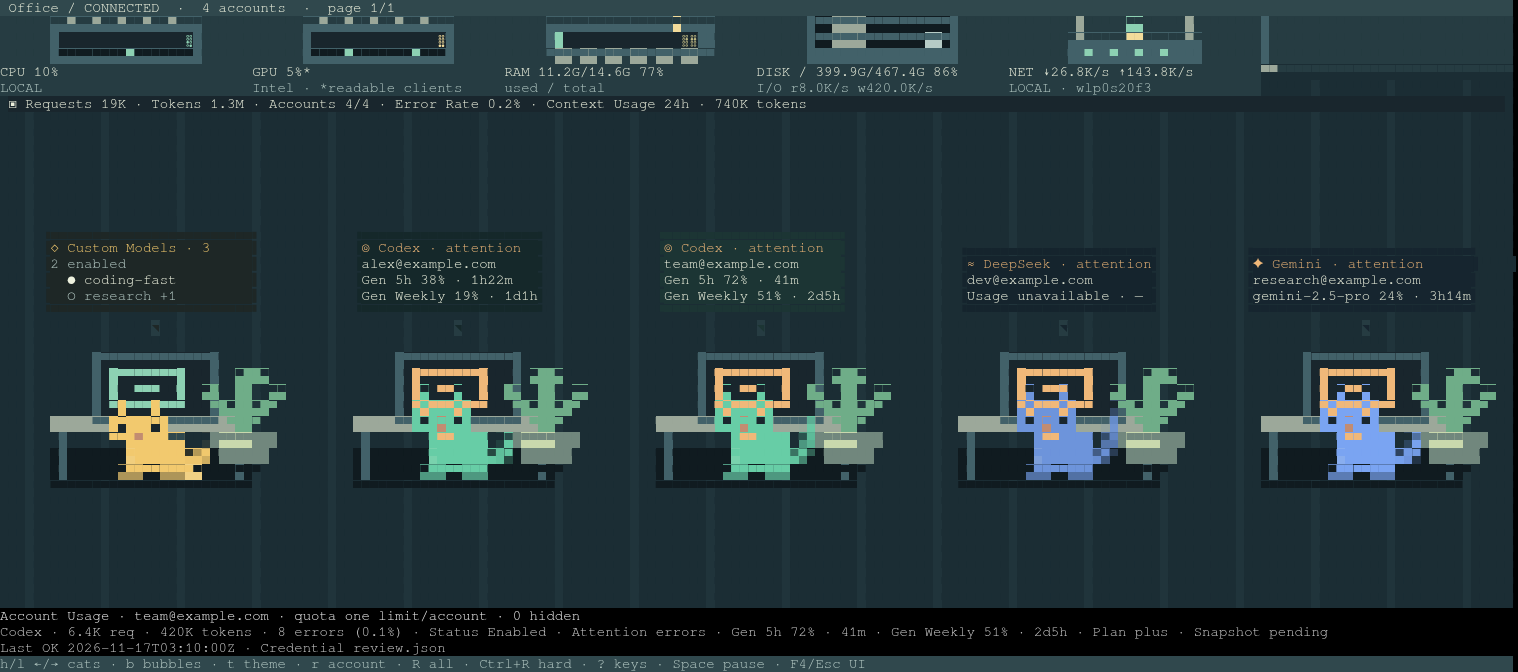 Office / CONNECTED · 4 accounts · page 1/1
CPU 10%
LOCAL
GPU 5%*
Intel · *readable clients
RAM 11.2G/14.6G 77%
used / total
DISK / 399.9G/467.4G 86%
I/O r8.0K/s w420.0K/s
NET ↓26.8K/s ↑143.8K/s
LOCAL · wlp0s20f3
▣ Requests 19K · Tokens 1.3M · Accounts 4/4 · Error Rate 0.2% · Context Usage 24h · 740K tokens
◇ Custom Models · 3
2 enabled
● coding-fast
○ research +1
◎ Codex · attention
alex@example.com
Gen 5h 38% · 1h22m
Gen Weekly 19% · 1d1h
◎ Codex · attention
team@example.com
Gen 5h 72% · 41m
Gen Weekly 51% · 2d5h
≈ DeepSeek · attention
dev@example.com
Usage unavailable · —
✦ Gemini · attention
research@example.com
gemini-2.5-pro 24% · 3h14m
Account Usage · team@example.com · quota one limit/account · 0 hidden
Codex · 6.4K req · 420K tokens · 8 errors (0.1%) · Status Enabled · Attention errors · Gen 5h 72% · 41m · Gen Weekly 51% · 2d5h · Plan plus · Snapshot pending
Last OK 2026-11-17T03:10:00Z · Credential review.json
h/l ←/→ cats · b bubbles · t theme · r account · R all · Ctrl+R hard · ? keys · Space pause · F4/Esc UI